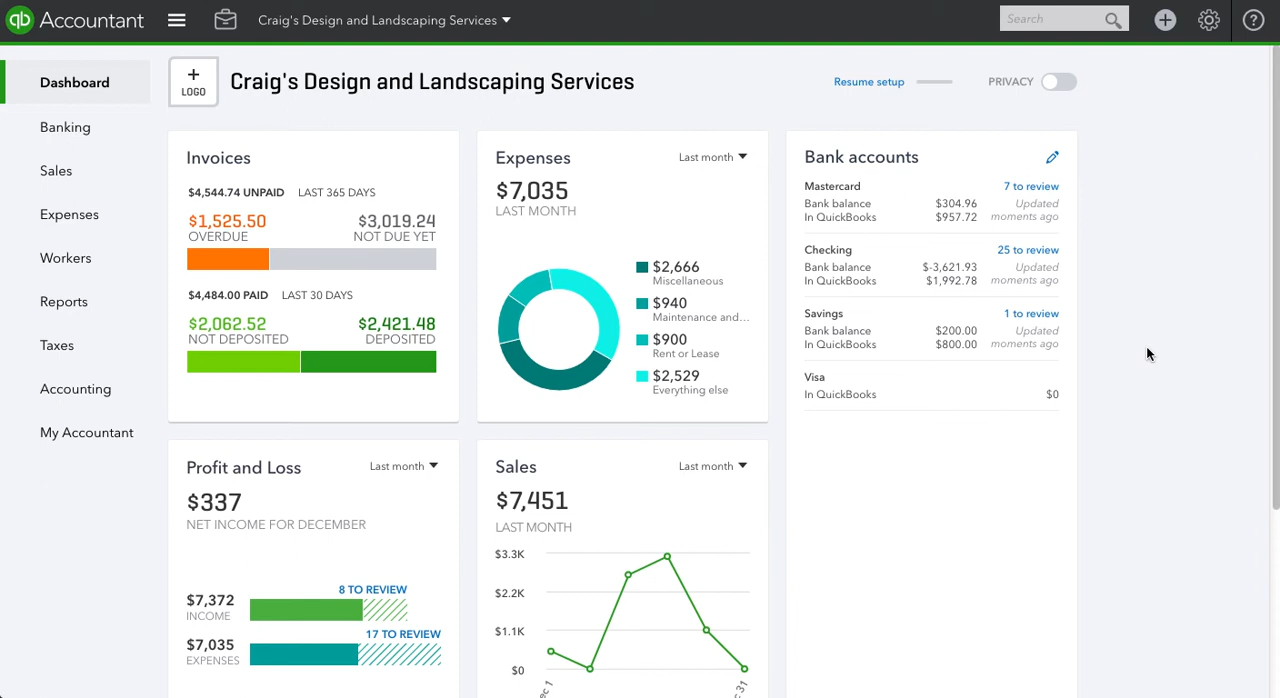 qb Accountant
Craig's Design and Landscaping Services
Search
?
Dashboard
Banking
Sales
Expenses
Workers
Reports
Taxes
Accounting
My Accountant
+
LOGO
Craig's Design and Landscaping Services
Resume setup
PRIVACY
Invoices
$4,544.74 UNPAID LAST 365 DAYS
$1,525.50 $3,019.24
OVERDUE NOT DUE YET
$4,484.00 PAID LAST 30 DAYS
$2,062.52 $2,421.48
NOT DEPOSITED DEPOSITED
Expenses Last month
$7,035
LAST MONTH
$2,666
Miscellaneous
$940
Maintenance and...
$900
Rent or Lease
$2,529
Everything else
Bank accounts
Mastercard 7 to review
Bank balance $304.96 Updated
In QuickBooks $957.72 moments ago
Checking 25 to review
Bank balance $-3,621.93 Updated
In QuickBooks $1,992.78 moments ago
Savings 1 to review
Bank balance $200.00 Updated
In QuickBooks $800.00 moments ago
Visa
In QuickBooks $0
Profit and Loss Last month
$337
NET INCOME FOR DECEMBER
8 TO REVIEW
$7,372
INCOME
17 TO REVIEW
$7,035
EXPENSES
Sales Last month
$7,451
LAST MONTH
$3.3K
$2.2K
$1.1K
$0
ec 1
c 31